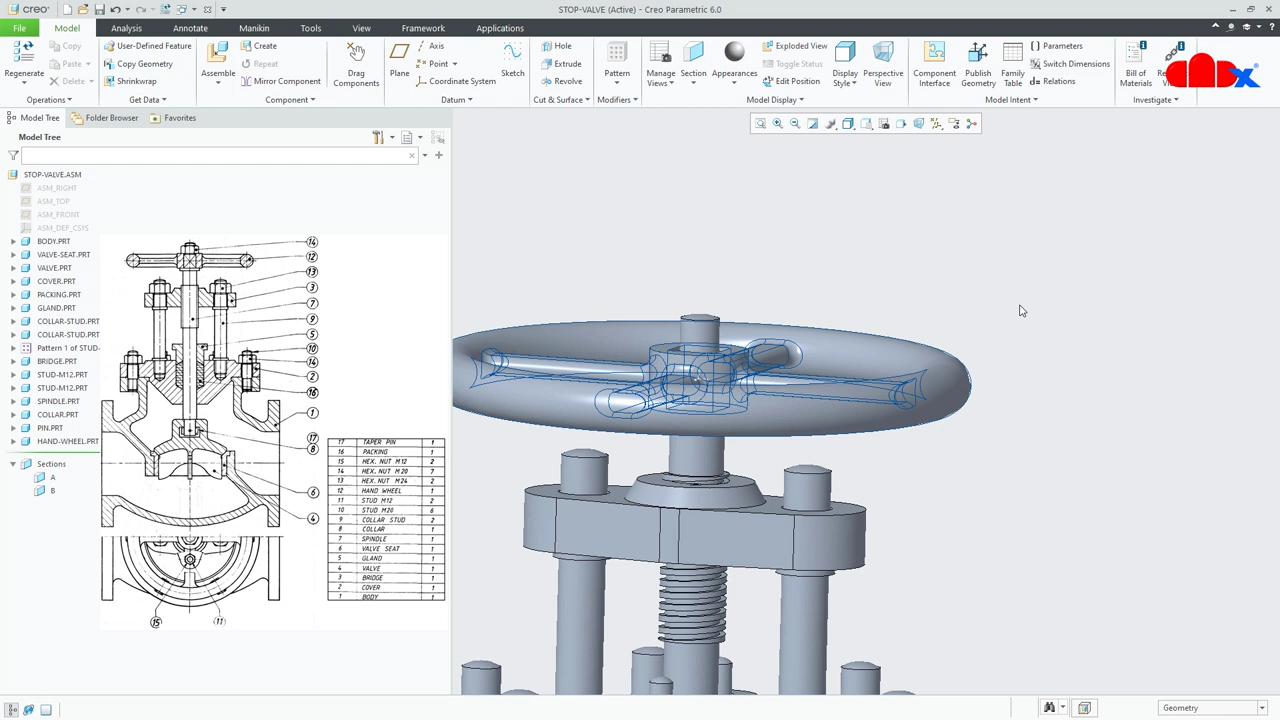 creo
STOP-VALVE (Active) - Creo Parametric 6.0
File Model Analysis Annotate Manikin Tools View Framework Applications
Regenerate
Copy
Paste
Delete
Operations
User-Defined Feature
Copy Geometry
Shrinkwrap
Get Data
Assemble
Create
Repeat
Mirror Component
Component
Drag Components
Plane
Axis
Point
Coordinate System
Sketch
Datum
Hole
Extrude
Revolve
Cut & Surface
Pattern
Modifiers
Manage Views
Section
Appearances
Exploded View
Toggle Status
Edit Position
Display Style
Perspective View
Model Display
Component Interface
Publish Geometry
Family Table
Parameters
Switch Dimensions
Relations
Model Intent
Bill of Materials
Investigate
CADX
Model Tree Folder Browser Favorites
Model Tree
STOP-VALVE.ASM
ASM_RIGHT
ASM_TOP
ASM_FRONT
ASM_DEF_CSYS
BODY.PRT
VALVE-SEAT.PRT
VALVE.PRT
COVER.PRT
PACKING.PRT
GLAND.PRT
COLLAR-STUD.PRT
COLLAR-STUD.PRT
Pattern 1 of STUD-
BRIDGE.PRT
STUD-M12.PRT
STUD-M12.PRT
SPINDLE.PRT
COLLAR.PRT
PIN.PRT
HAND-WHEEL.PRT
Sections
A
B
14
12
13
3
7
9
5
10
14
2
16
1
17
8
6
4
15 11
17 TAPER PIN 1
16 PACKING 1
15 HEX. NUT M12 2
14 HEX. NUT M20 7
13 HEX. NUT M24 2
12 HAND WHEEL 1
11 STUD M12 2
10 STUD M20 6
9 COLLAR STUD 2
8 COLLAR 1
7 SPINDLE 1
6 VALVE SEAT 1
5 GLAND 1
4 VALVE 1
3 BRIDGE 1
2 COVER 1
1 BODY 1
Geometry